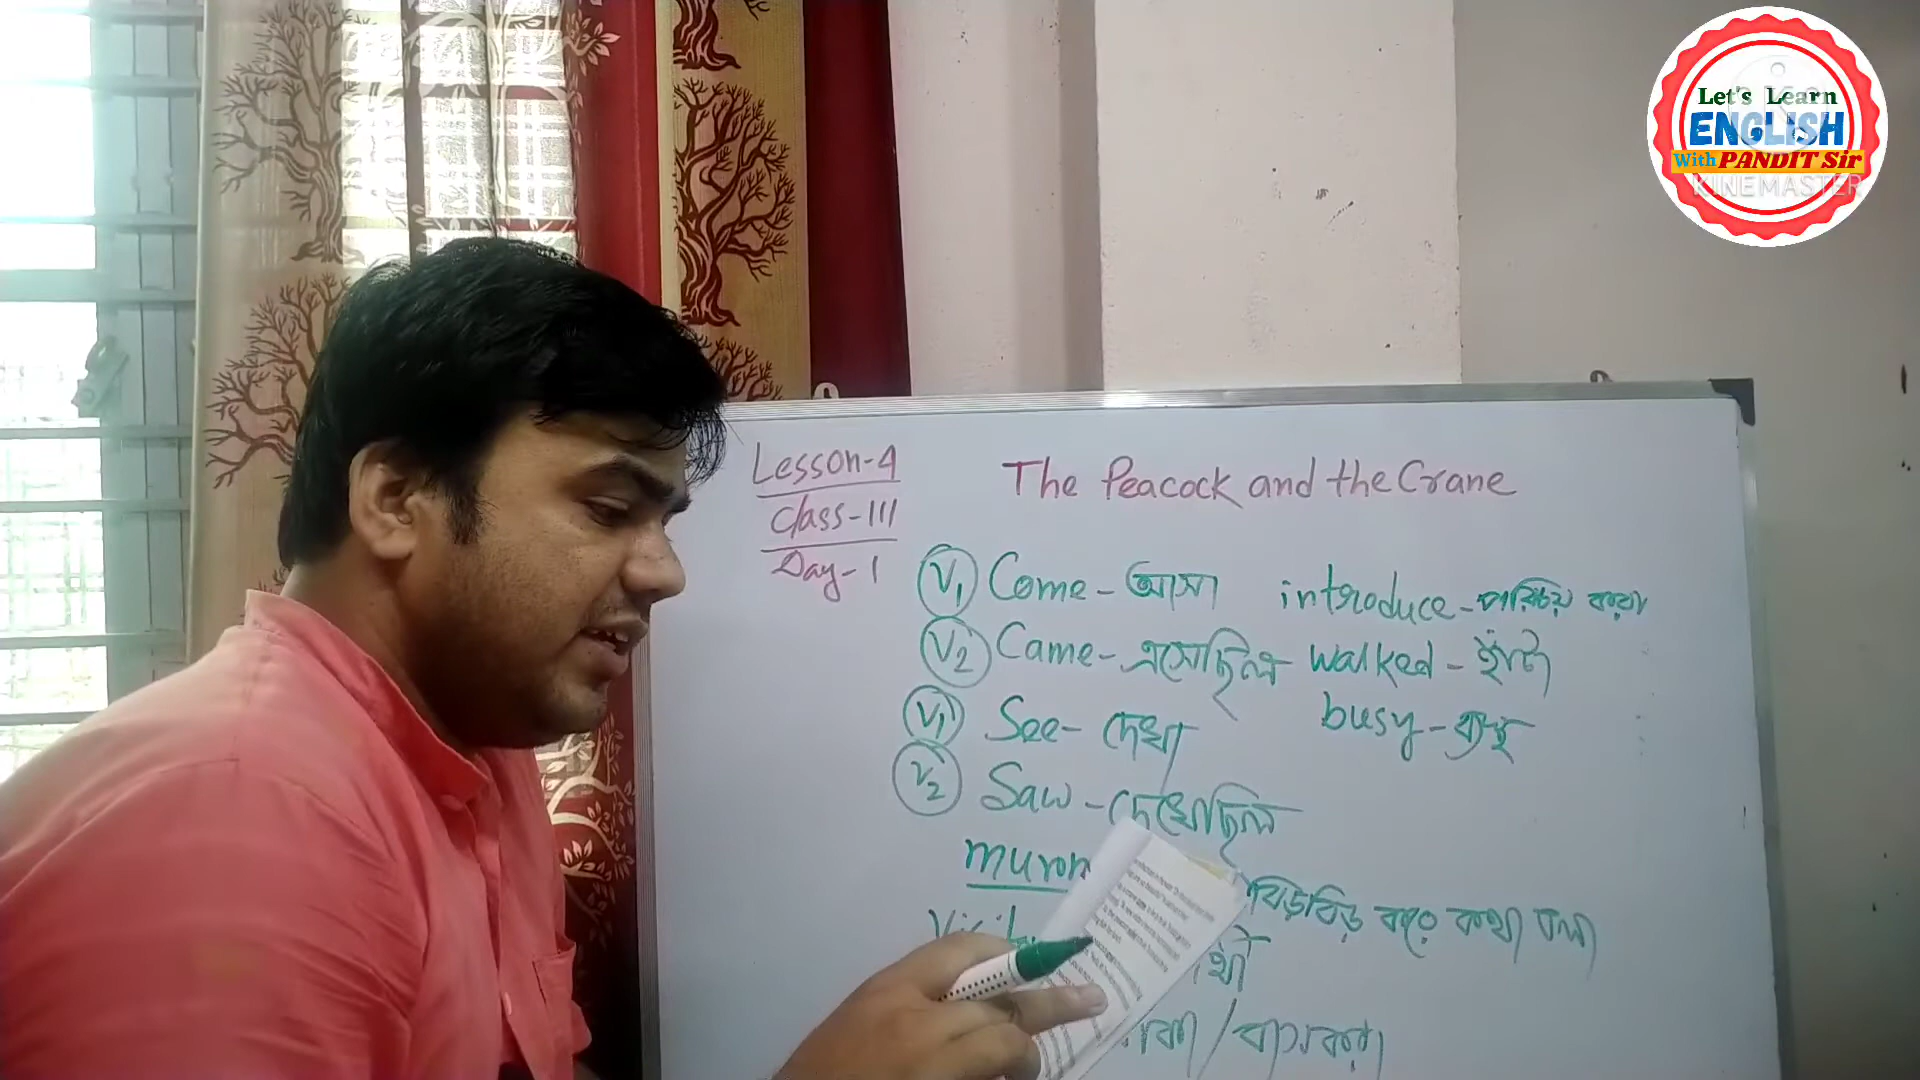 Let's Learn
ENGLISH
With PANDIT Sir
KINEMASTER
Lesson-4
Class-III
Day-1
The Peacock and the Crane
V1 Come - আসা introduce - পরিচয় করা
V2 Came - এসেছিল walked - হাঁটা
V1 See - দেখা busy - ব্যস্ত
V2 Saw - দেখেছিল
বিড়বিড় করে কথা বলা
/ বাস করা